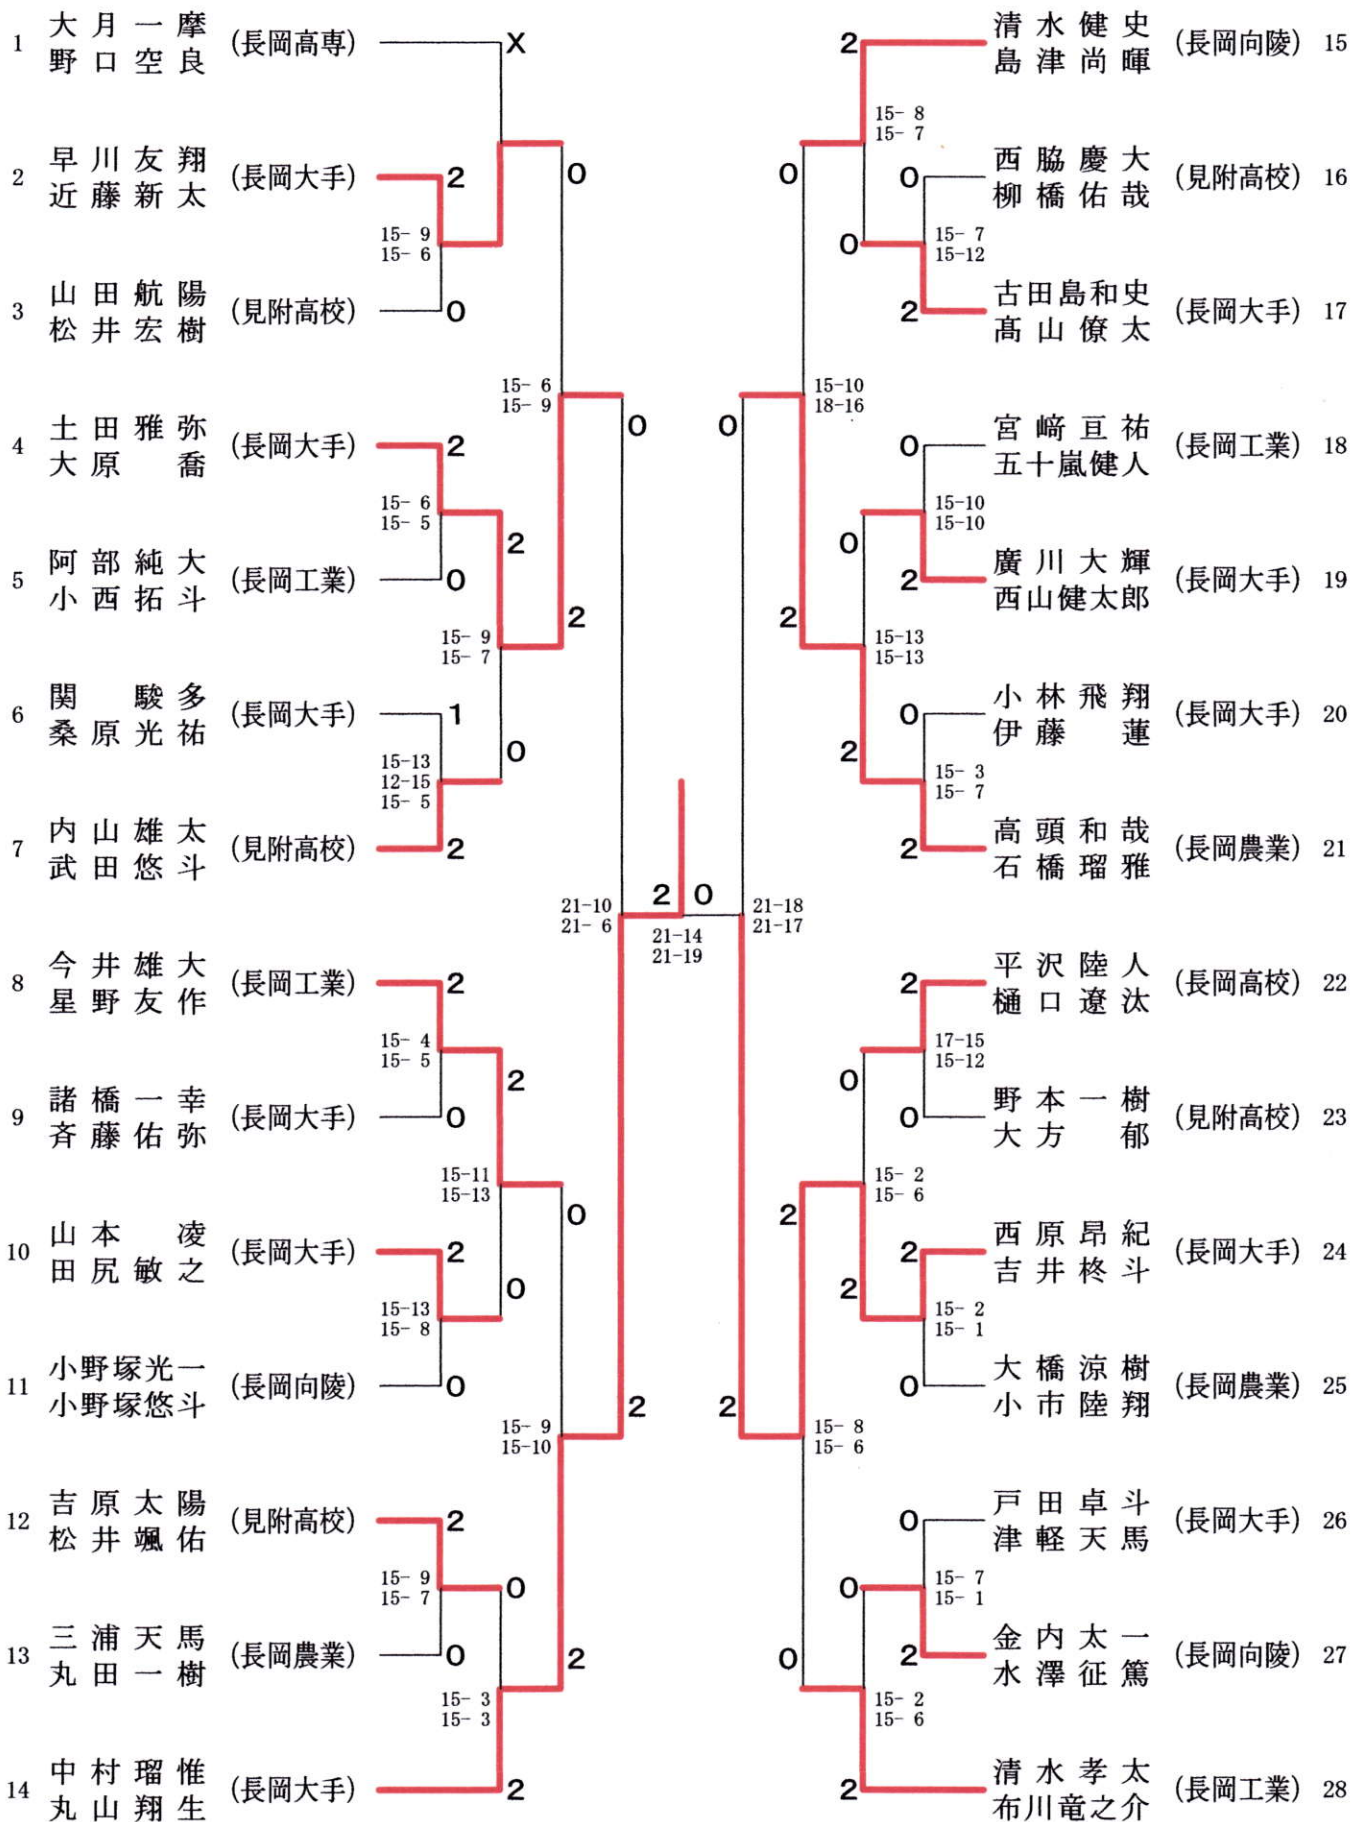 大月一摩
1 (長岡高専) X
野口空良
早川友翔
2 (長岡大手) 2
近藤新太
15- 9
15- 6
山田航陽
3 (見附高校) 0
松井宏樹
0
15- 6
15- 9
土田雅弥
4 (長岡大手) 2
大原 喬
15- 6
15- 5
2
阿部純大
5 (長岡工業) 0
小西拓斗
2
15- 9
15- 7
関 駿多
6 (長岡大手) 1
桑原光祐
0
15-13
12-15
15- 5
内山雄太
7 (見附高校) 2
武田悠斗
0
21-10
21- 6
今井雄大
8 (長岡工業) 2
星野友作
15- 4
15- 5
2
諸橋一幸
9 (長岡大手) 0
斉藤佑弥
15-11
15-13
0
山本 凌
10 (長岡大手) 2
田尻敏之
0
15-13
15- 8
小野塚光一
11 (長岡向陵) 0
小野塚悠斗
2
15- 9
15-10
吉原太陽
12 (見附高校) 2
松井颯佑
15- 9
15- 7
0
三浦天馬
13 (長岡農業) 0
丸田一樹
2
15- 3
15- 3
中村瑠惟
14 (長岡大手) 2
丸山翔生
2 0
21-14
21-19
清水健史
2 (長岡向陵) 15
島津尚暉
15- 8
15- 7
0
西脇慶大
0 (見附高校) 16
柳橋佑哉
15- 7
15-12
0
古田島和史
2 (長岡大手) 17
髙山僚太
15-10
18-16
0
宮﨑亘祐
0 (長岡工業) 18
五十嵐健人
15-10
15-10
0
廣川大輝
2 (長岡大手) 19
西山健太郎
2
15-13
15-13
小林飛翔
0 (長岡大手) 20
伊藤 蓮
2
15- 3
15- 7
高頭和哉
2 (長岡農業) 21
石橋瑠雅
21-18
21-17
平沢陸人
2 (長岡高校) 22
樋口遼汰
17-15
15-12
0
野本一樹
0 (見附高校) 23
大方 郁
15- 2
15- 6
2
西原昂紀
2 (長岡大手) 24
吉井柊斗
2
15- 2
15- 1
大橋涼樹
0 (長岡農業) 25
小市陸翔
2
15- 8
15- 6
戸田卓斗
0 (長岡大手) 26
津軽天馬
15- 7
15- 1
0
金内太一
2 (長岡向陵) 27
水澤征篤
0
15- 2
15- 6
清水孝太
2 (長岡工業) 28
布川竜之介